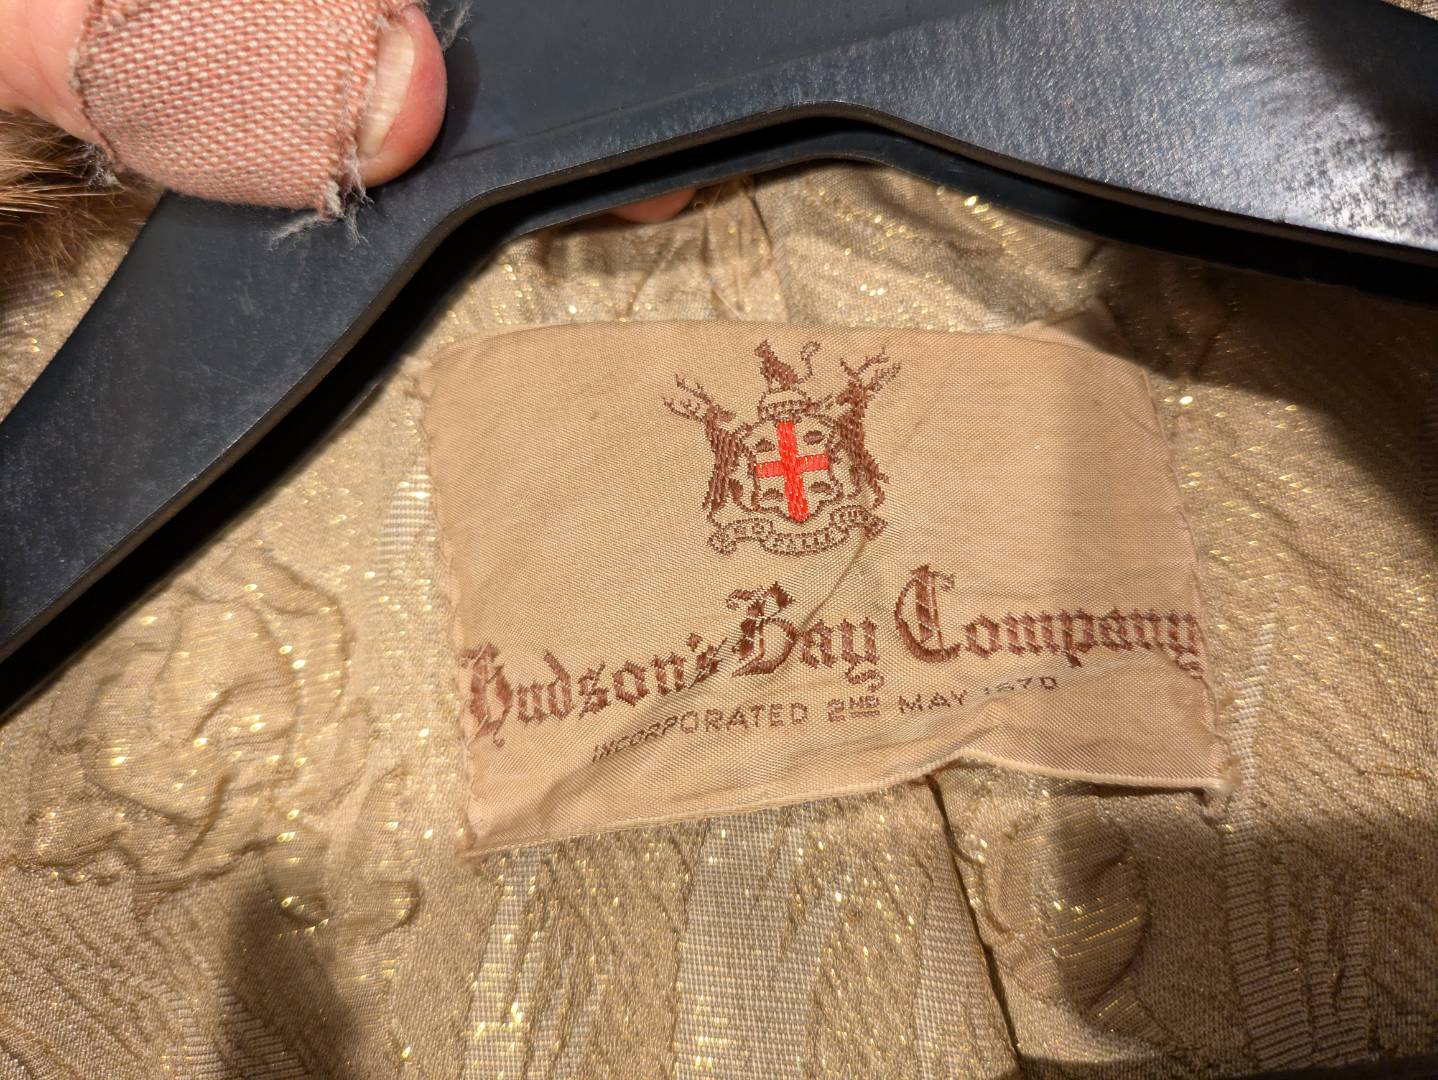 Hudson's Bay Company
INCORPORATED 2ND MAY 1670